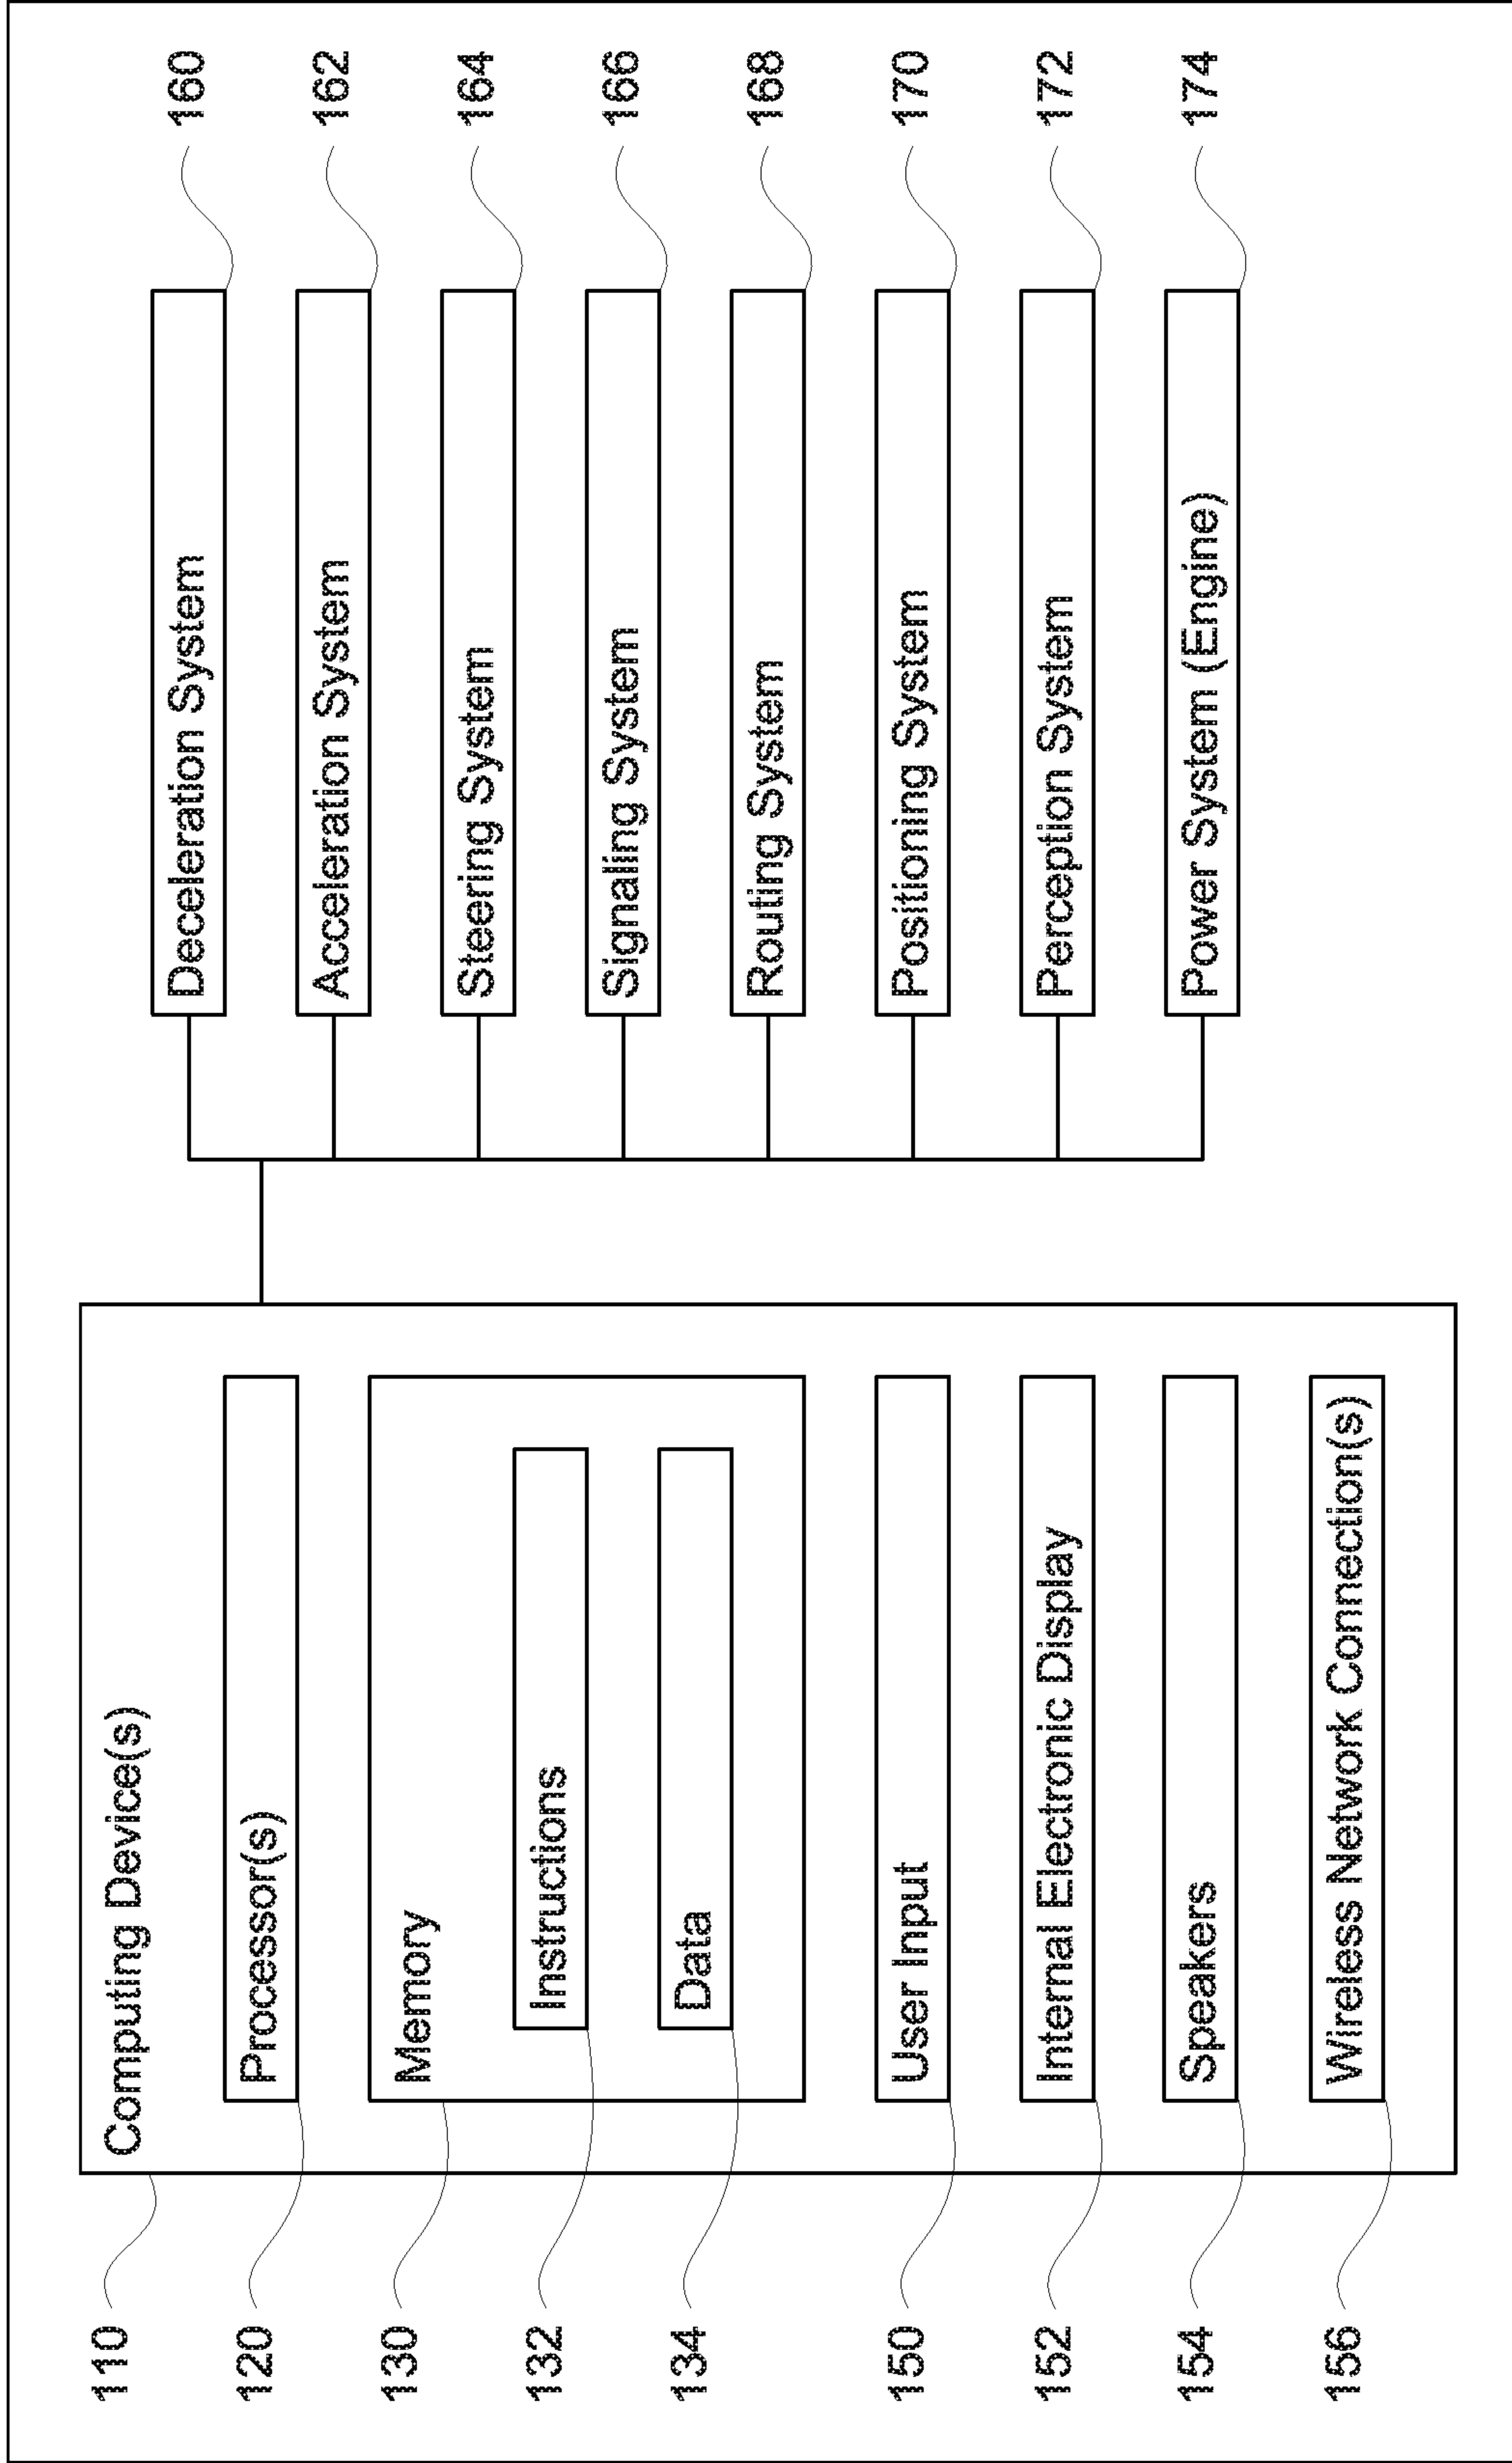 110
Computing Device(s)
120
Processor(s)
130
Memory
132
Instructions
134
Data
150
User Input
152
Internal Electronic Display
154
Speakers
156
Wireless Network Connection(s)
Deceleration System
160
Acceleration System
162
Steering System
164
Signaling System
166
Routing System
168
Positioning System
170
Perception System
172
Power System (Engine)
174